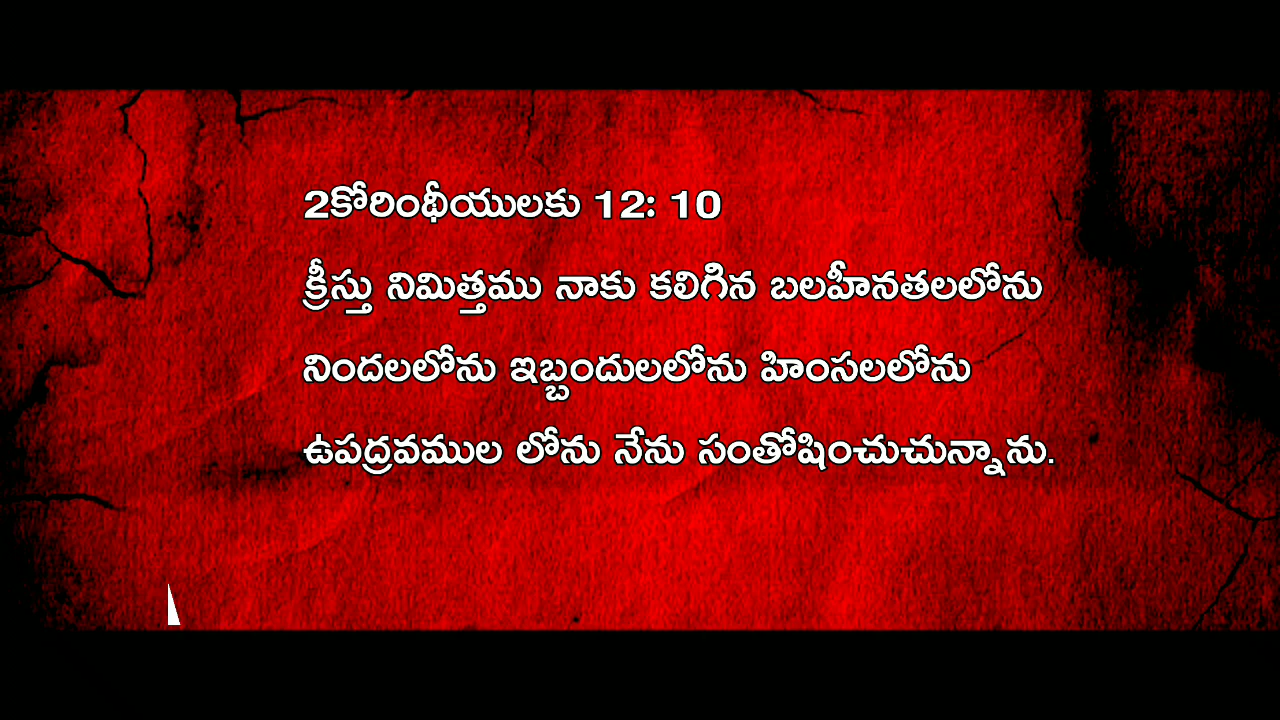 2కోరింథీయులకు 12: 10
క్రీస్తు నిమిత్తము నాకు కలిగిన బలహీనతలలోను
నిందలలోను ఇబ్బందులలోను హింసలలోను
ఉపద్రవముల లోను నేను సంతోషించుచున్నాను.